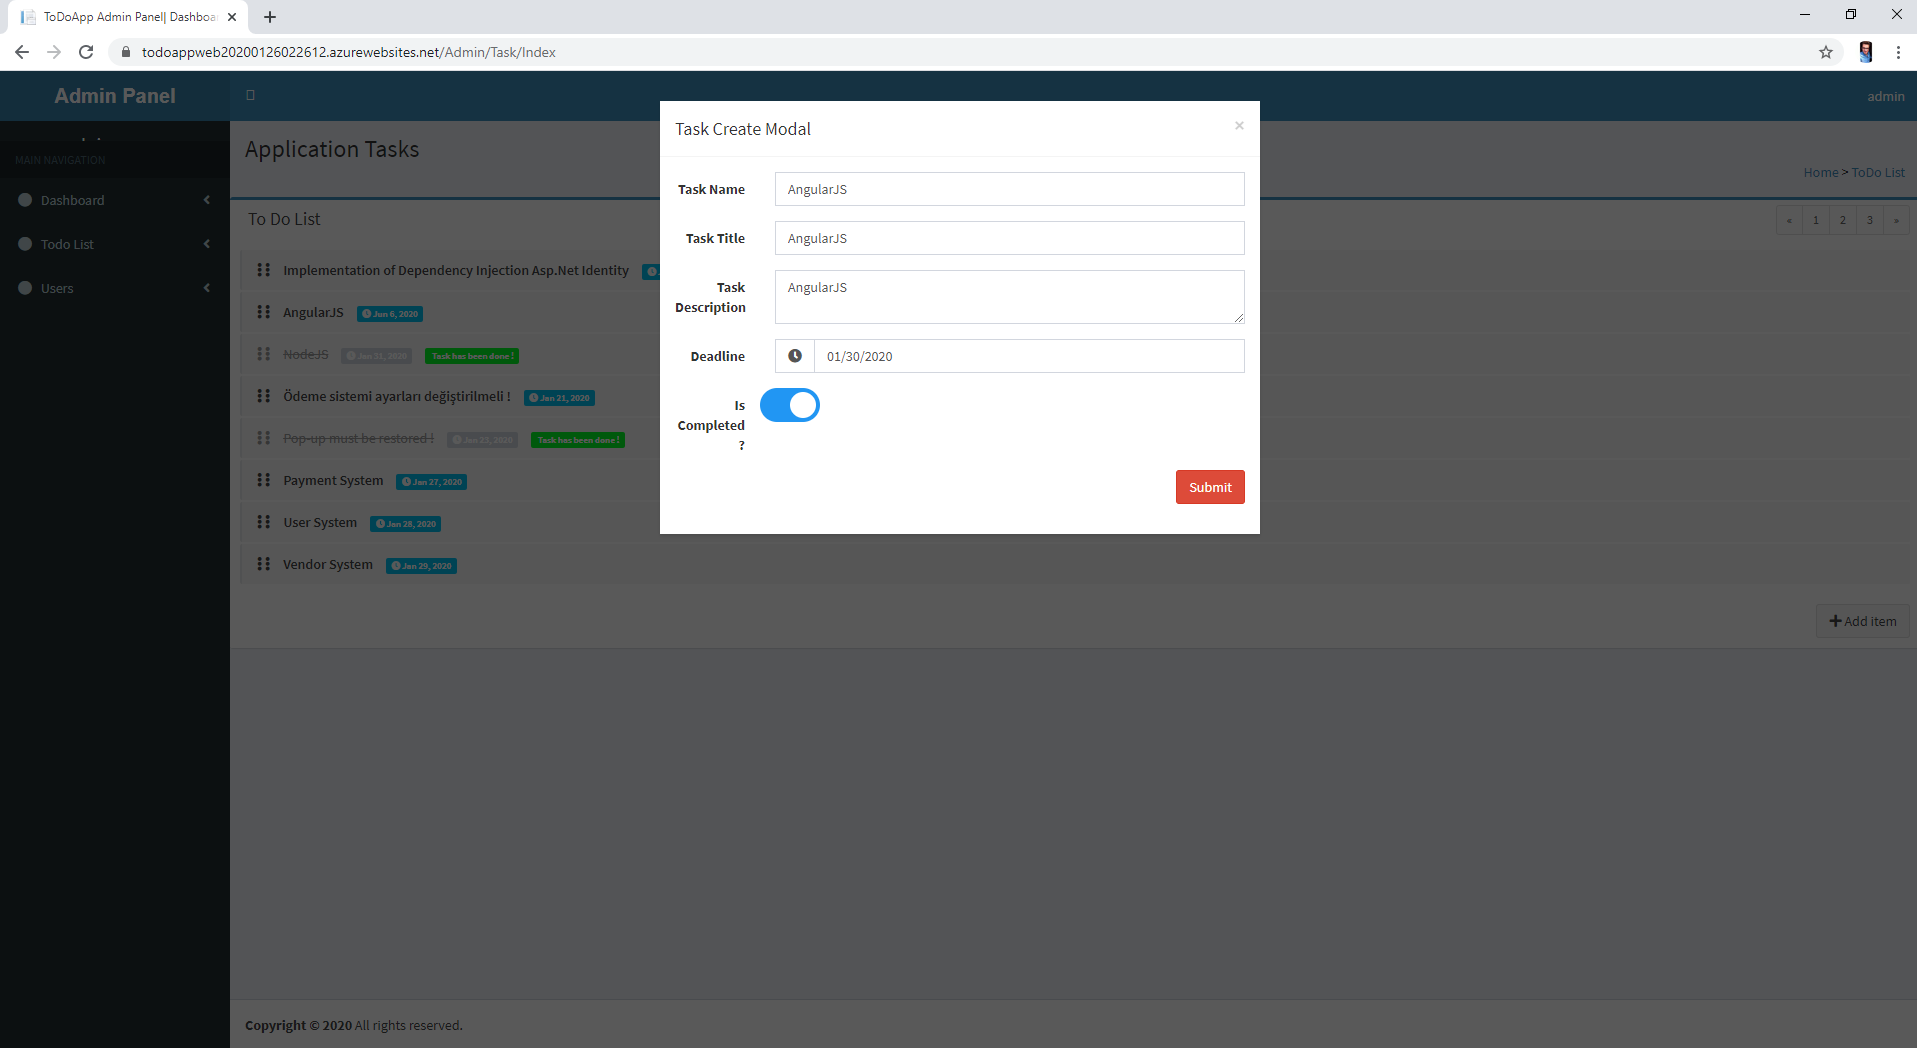 ToDoApp Admin Panel| Dashboa
todoappweb20200126022612.azurewebsites.net/Admin/Task/Index
Admin Panel
admin
MAIN NAVIGATION
Dashboard
Todo List
Users
Application Tasks
Home > ToDo List
To Do List
« 1 2 3 »
Implementation of Dependency Injection Asp.Net Identity
AngularJS Jun 6, 2020
NodeJS Jan 31, 2020 Task has been done !
Ödeme sistemi ayarları değiştirilmeli ! Jan 21, 2020
Pop-up must be restored ! Jan 25, 2020 Task has been done !
Payment System Jan 27, 2020
User System Jan 28, 2020
Vendor System Jan 29, 2020
Add item
Task Create Modal
×
Task Name AngularJS
Task Title AngularJS
Task Description AngularJS
Deadline 01/30/2020
Is
Completed
?
Submit
Copyright © 2020 All rights reserved.